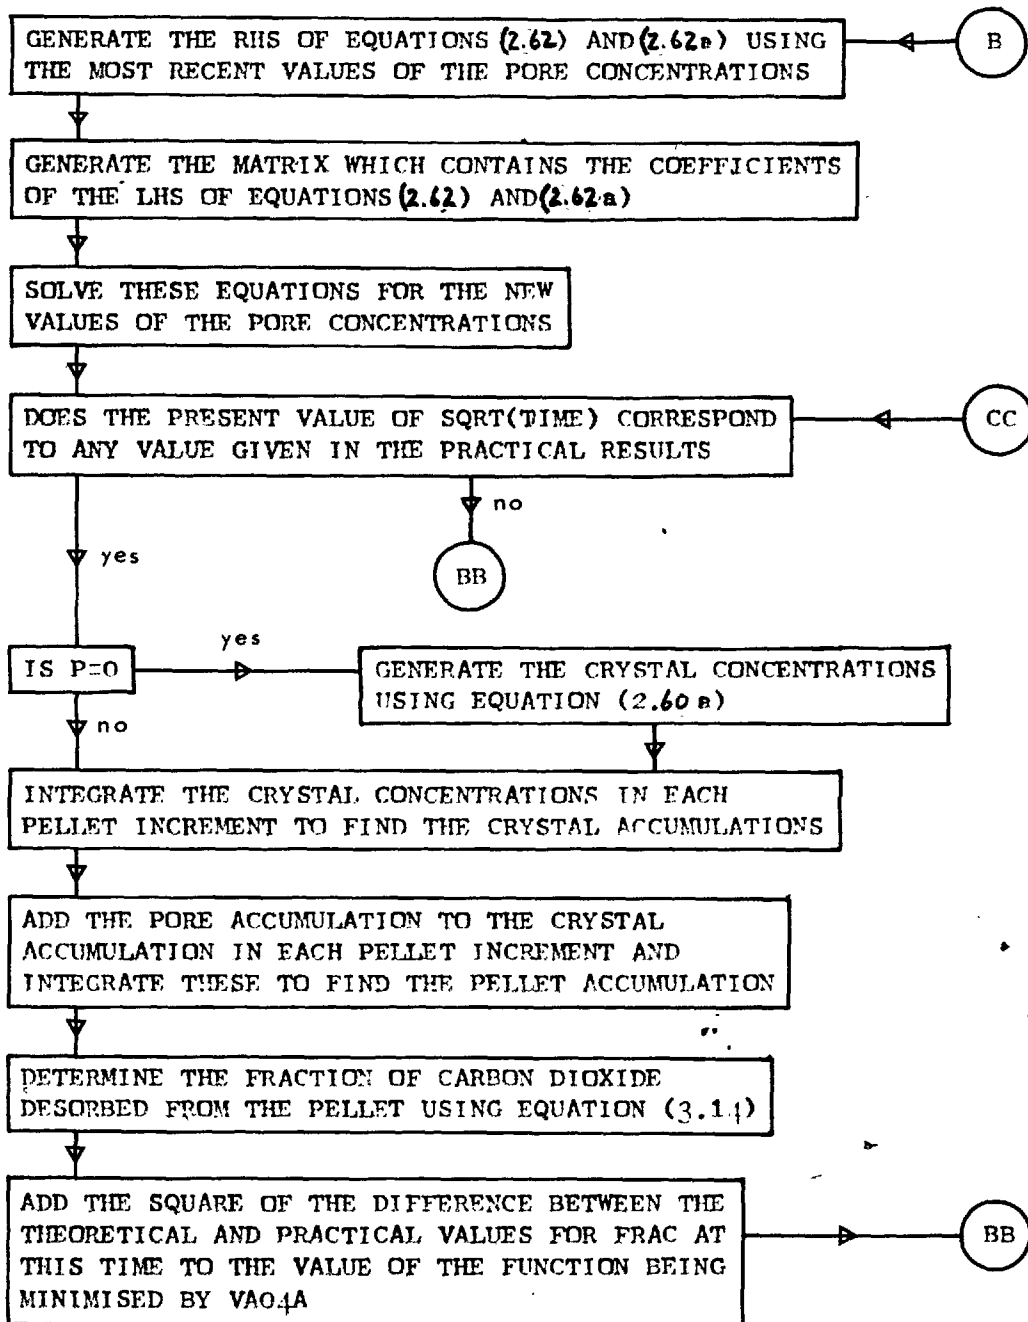 GENERATE THE RHS OF EQUATIONS (2.62) AND (2.62a) USING
THE MOST RECENT VALUES OF THE PORE CONCENTRATIONS
B
GENERATE THE MATRIX WHICH CONTAINS THE COEFFICIENTS
OF THE LHS OF EQUATIONS (2.62) AND (2.62a)
SOLVE THESE EQUATIONS FOR THE NEW
VALUES OF THE PORE CONCENTRATIONS
DOES THE PRESENT VALUE OF SQRT(TIME) CORRESPOND
TO ANY VALUE GIVEN IN THE PRACTICAL RESULTS
CC
no
yes
BB
yes
IS P=0
GENERATE THE CRYSTAL CONCENTRATIONS
USING EQUATION (2.60a)
no
INTEGRATE THE CRYSTAL CONCENTRATIONS IN EACH
PELLET INCREMENT TO FIND THE CRYSTAL ACCUMULATIONS
ADD THE PORE ACCUMULATION TO THE CRYSTAL
ACCUMULATION IN EACH PELLET INCREMENT AND
INTEGRATE THESE TO FIND THE PELLET ACCUMULATION
DETERMINE THE FRACTION OF CARBON DIOXIDE
DESORBED FROM THE PELLET USING EQUATION (3.14)
ADD THE SQUARE OF THE DIFFERENCE BETWEEN THE
THEORETICAL AND PRACTICAL VALUES FOR FRAC AT
THIS TIME TO THE VALUE OF THE FUNCTION BEING
MINIMISED BY VA04A
BB